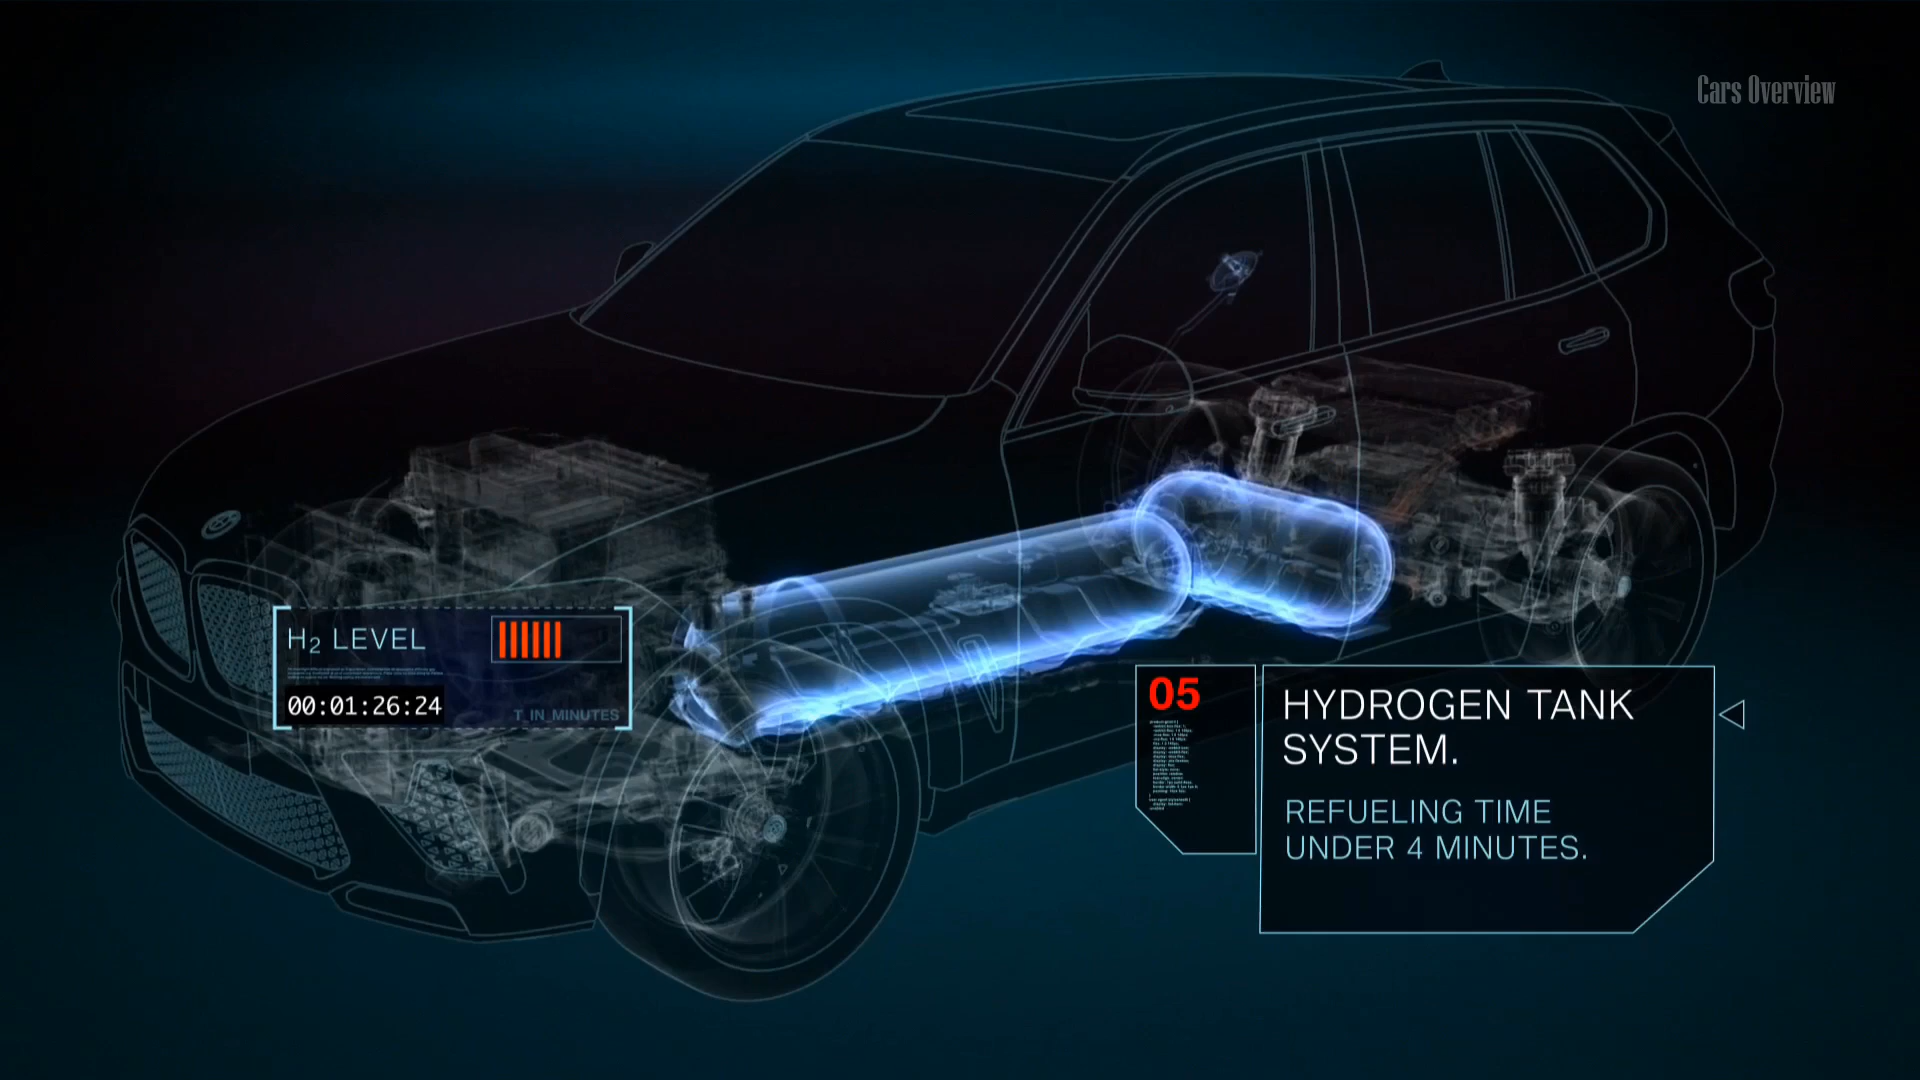 Cars Overview
H₂ LEVEL
00:01:26:24
T_IN_MINUTES
05
HYDROGEN TANK
SYSTEM.
REFUELING TIME
UNDER 4 MINUTES.